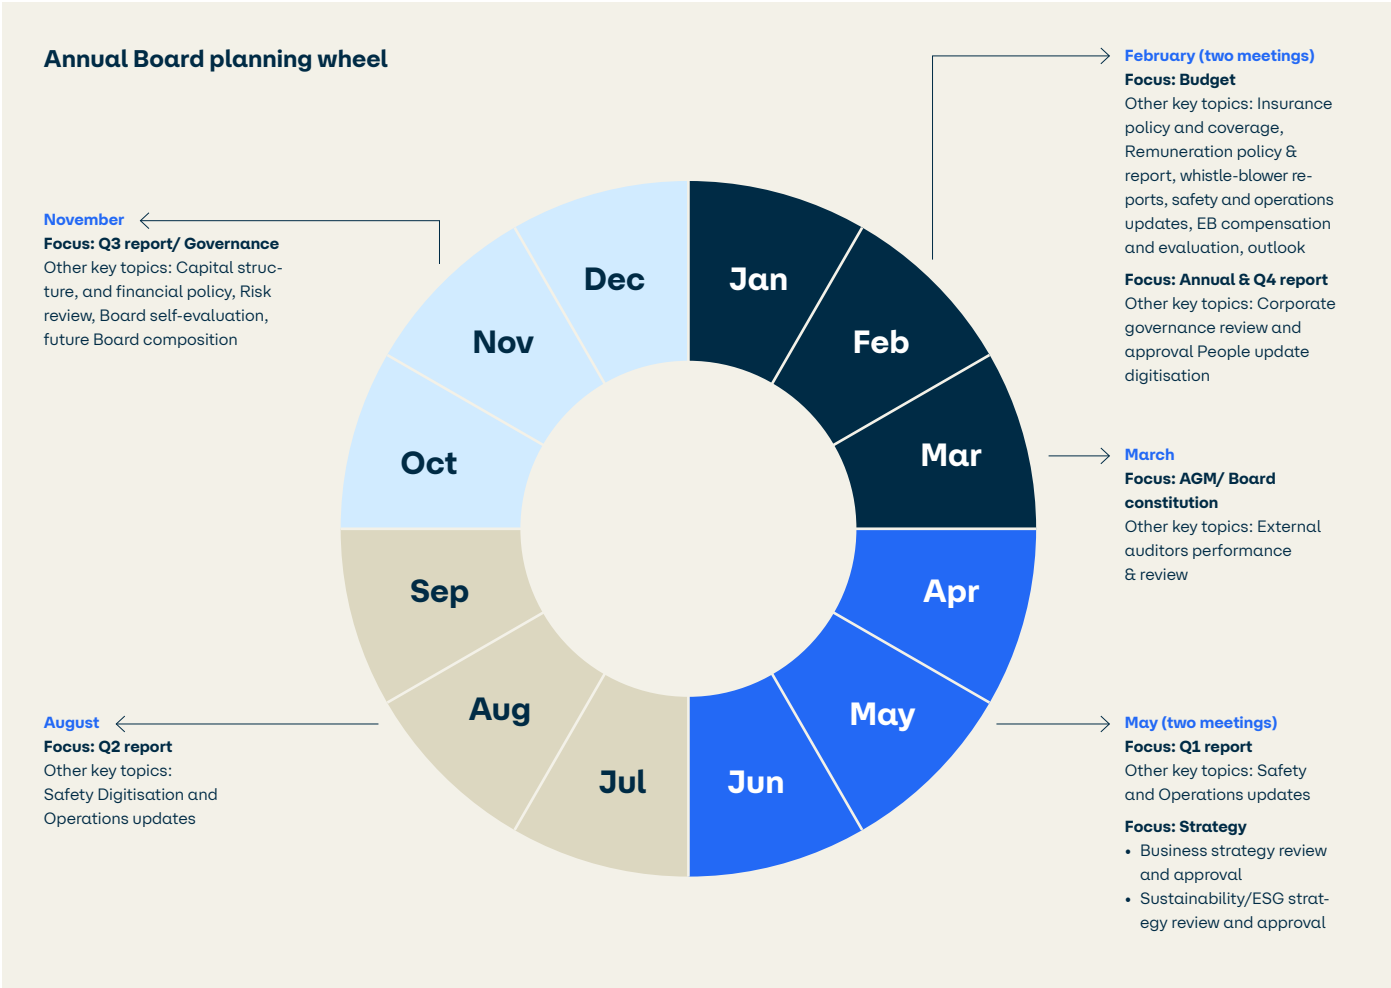 Annual Board planning wheel
February (two meetings)
Focus: Budget
Other key topics: Insurance
policy and coverage,
Remuneration policy &
report, whistle-blower re-
ports, safety and operations
updates, EB compensation
and evaluation, outlook
Focus: Annual & Q4 report
Other key topics: Corporate
governance review and
approval People update
digitisation
November
Focus: Q3 report/ Governance
Other key topics: Capital struc-
ture, and financial policy, Risk
review, Board self-evaluation,
future Board composition
Dec
Jan
Nov
Feb
Oct
Mar
March
Focus: AGM/ Board
constitution
Other key topics: External
auditors performance
& review
Sep
Apr
Aug
May
Jul
Jun
August
Focus: Q2 report
Other key topics:
Safety Digitisation and
Operations updates
May (two meetings)
Focus: Q1 report
Other key topics: Safety
and Operations updates
Focus: Strategy
• Business strategy review
and approval
• Sustainability/ESG strat-
egy review and approval